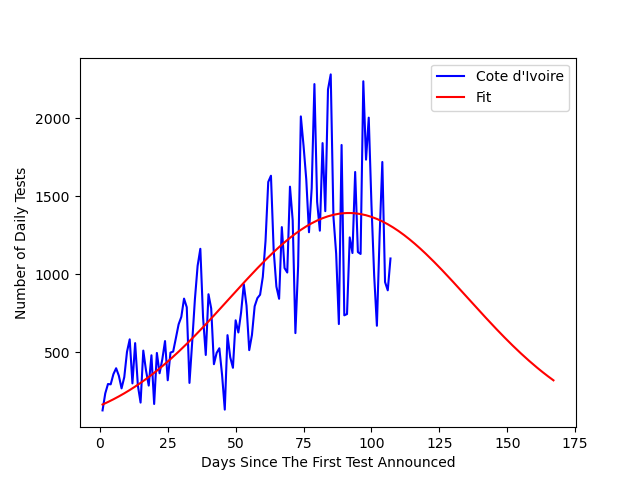 Cote d'Ivoire
Fit
2000
1500
1000
500
Number of Daily Tests
0 25 50 75 100 125 150 175
Days Since The First Test Announced